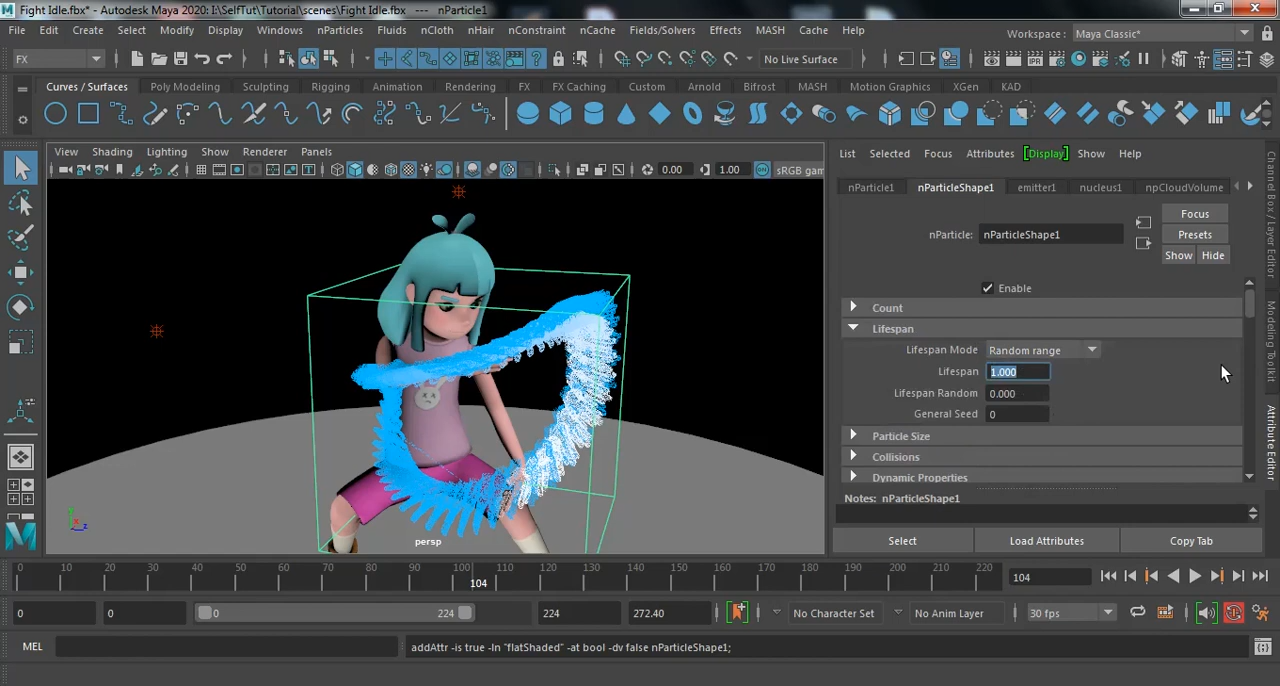 Fight Idle.fbx* - Autodesk Maya 2020: I:\SelfTut\Tutorial\scenes\Fight Idle.fbx --- nParticle1
File Edit Create Select Modify Display Windows nParticles Fluids nCloth nHair nConstraint nCache Fields/Solvers Effects MASH Cache Help Workspace : Maya Classic*
FX No Live Surface
Curves / Surfaces Poly Modeling Sculpting Rigging Animation Rendering FX FX Caching Custom Arnold Bifrost MASH Motion Graphics XGen KAD
View Shading Lighting Show Renderer Panels
0.00 1.00 sRGB gam
List Selected Focus Attributes Display Show Help
nParticle1 nParticleShape1 emitter1 nucleus1 npCloudVolume
Focus
nParticle: nParticleShape1 Presets
Show Hide
Enable
Count
Lifespan
Lifespan Mode Random range
Lifespan 1.000
Lifespan Random 0.000
General Seed 0
Particle Size
Collisions
Dynamic Properties
Notes: nParticleShape1
Select Load Attributes Copy Tab
persp
Channel Box / Layer Editor
Modeling Toolkit
Attribute Editor
0 10 20 30 40 50 60 70 80 90 100 110 120 130 140 150 160 170 180 190 200 210 220
104 104
0 0 0 224 224 272.40 No Character Set No Anim Layer 30 fps
MEL addAttr -is true -ln "flatShaded" -at bool -dv false nParticleShape1;